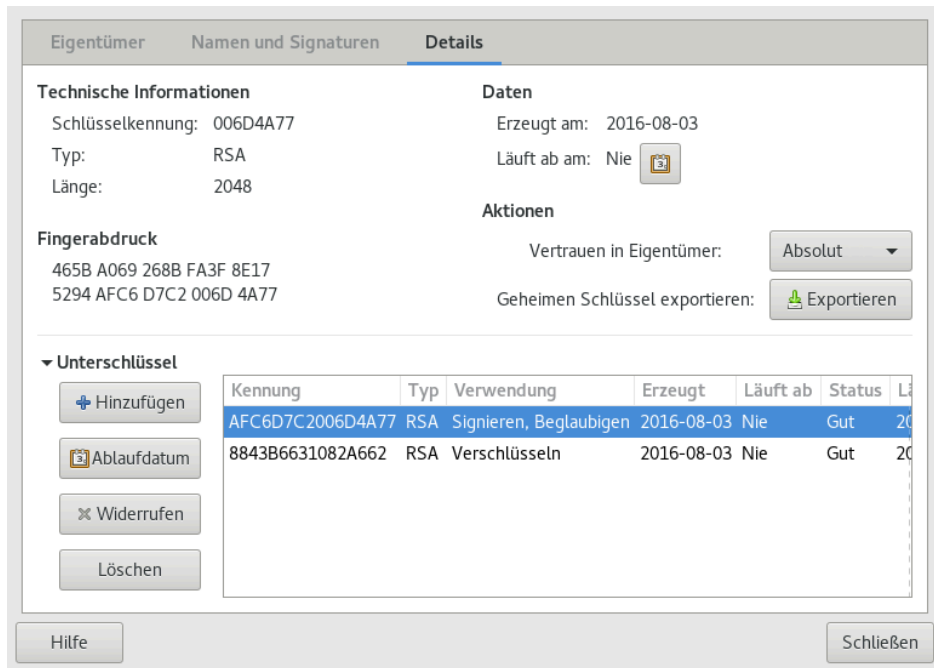 Eigentümer Namen und Signaturen Details
Technische Informationen
Schlüsselkennung: 006D4A77
Typ: RSA
Länge: 2048
Fingerabdruck
465B A069 268B FA3F 8E17
5294 AFC6 D7C2 006D 4A77
Daten
Erzeugt am: 2016-08-03
Läuft ab am: Nie
Aktionen
Vertrauen in Eigentümer: Absolut
Geheimen Schlüssel exportieren: Exportieren
Unterschlüssel
Hinzufügen
Ablaufdatum
Widerrufen
Löschen
Kennung Typ Verwendung Erzeugt Läuft ab Status
AFC6D7C2006D4A77 RSA Signieren, Beglaubigen 2016-08-03 Nie Gut 20
8843B6631082A662 RSA Verschlüsseln 2016-08-03 Nie Gut 20
Hilfe Schließen